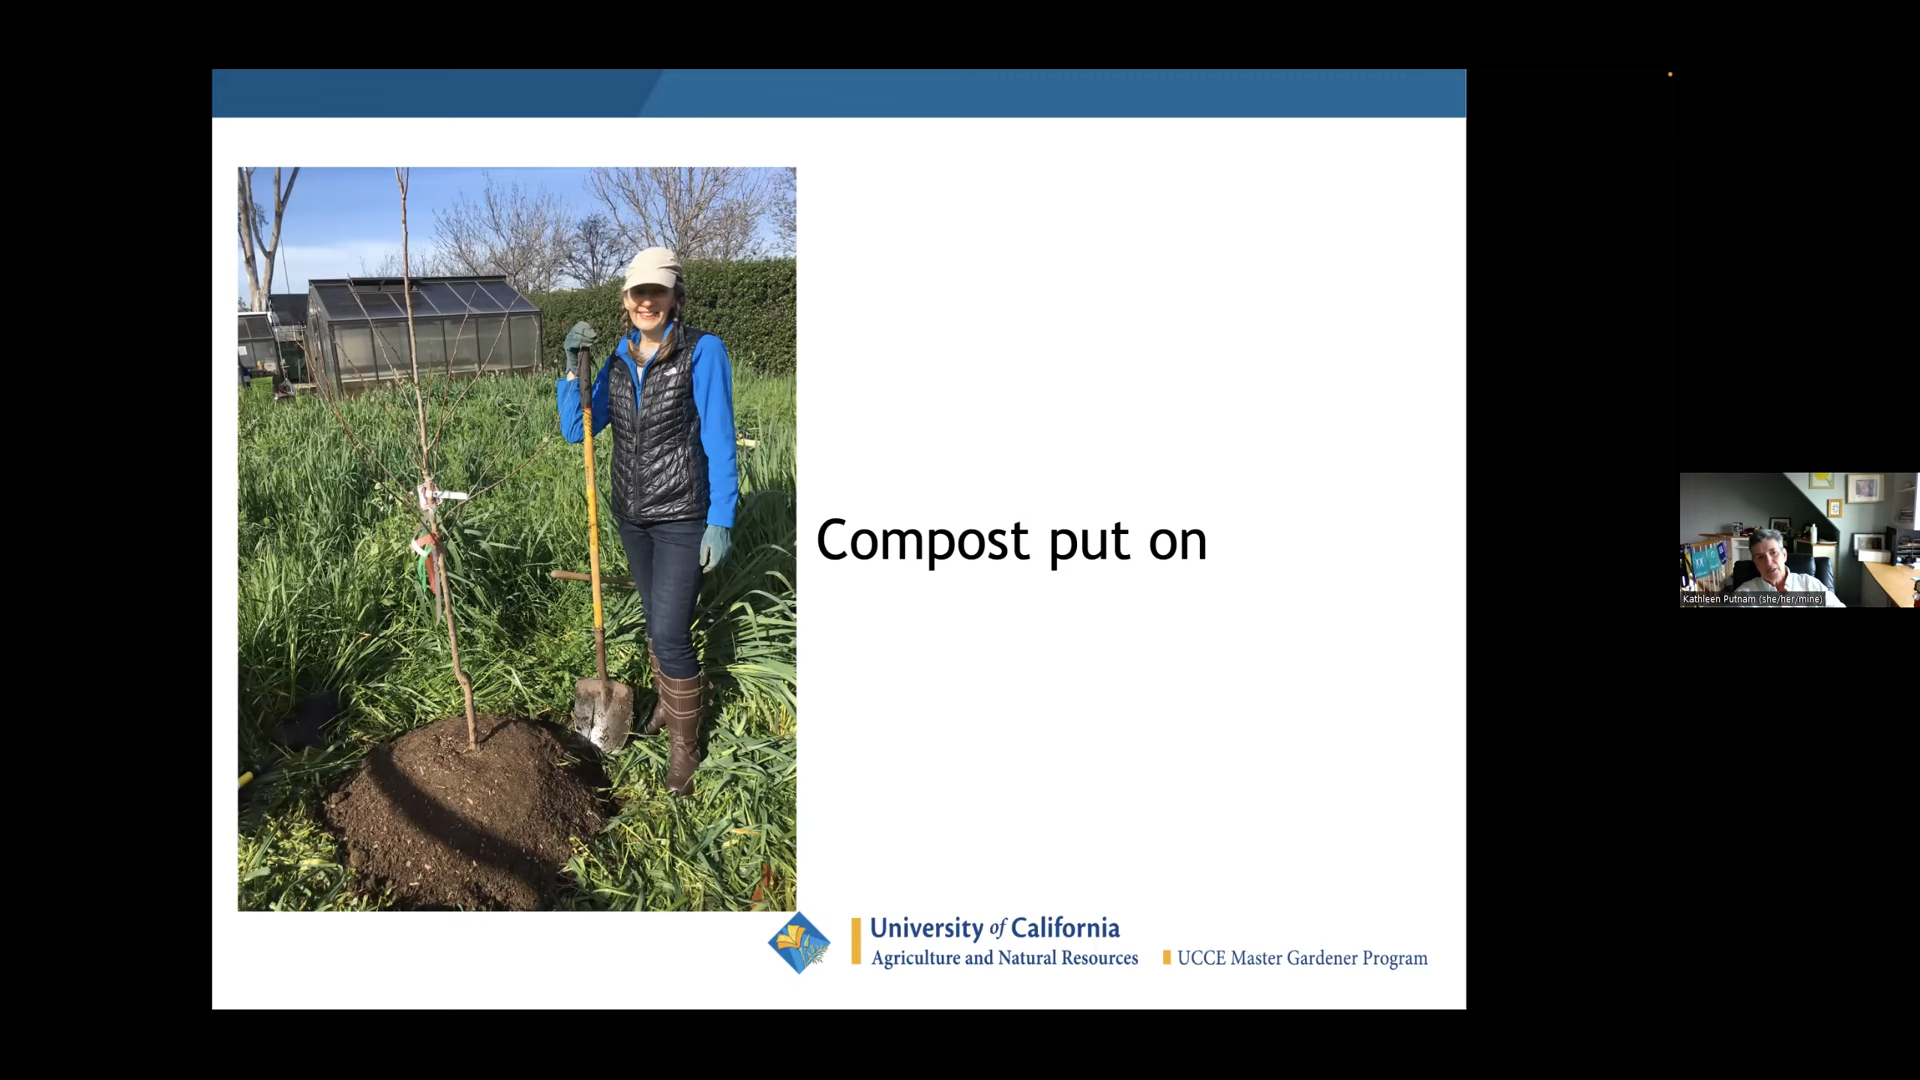 Compost put on
University of California
Agriculture and Natural Resources
UCCE Master Gardener Program
Kathleen Putnam (she/her/mine)